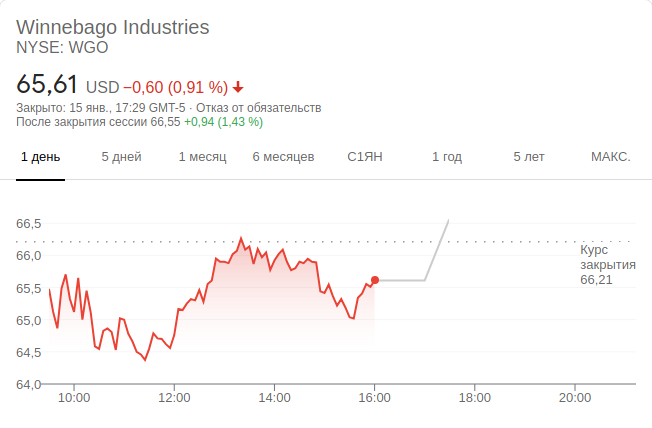 Winnebago Industries
NYSE: WGO
65,61 USD −0,60 (0,91 %)
Закрыто: 15 янв., 17:29 GMT-5 · Отказ от обязательств
После закрытия сессии 66,55 +0,94 (1,43 %)
1 день 5 дней 1 месяц 6 месяцев С1ЯН 1 год 5 лет МАКС.
66,5
66,0
65,5
65,0
64,5
64,0
Курс
закрытия
66,21
10:00 12:00 14:00 16:00 18:00 20:00